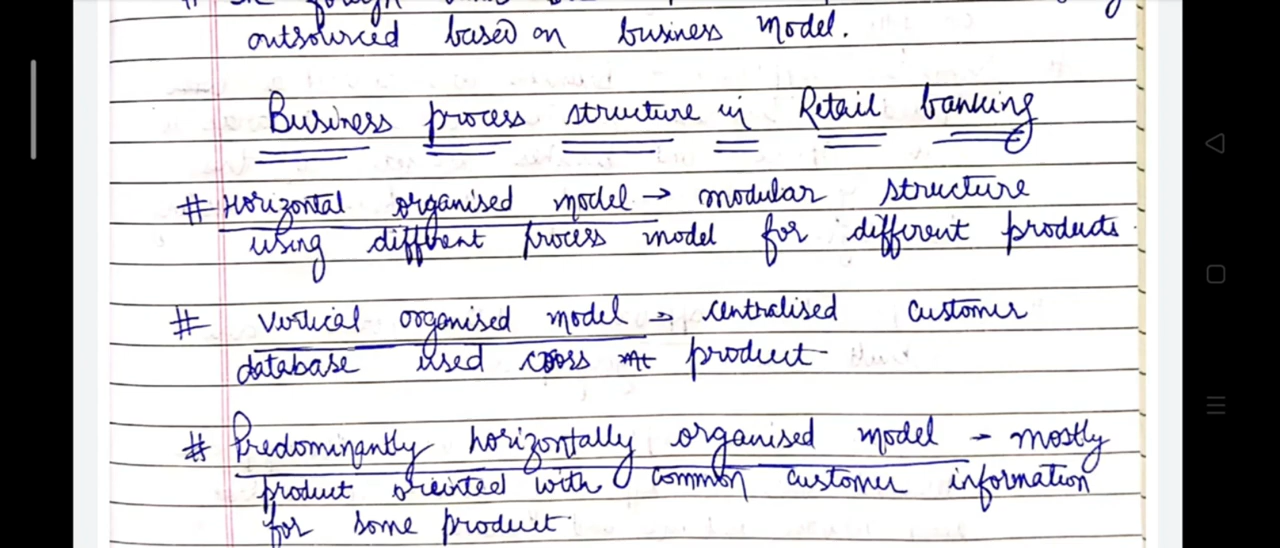 outsourced based on business model.
Business process structure in Retail banking
# Horizontal organised model → modular structure
using different process model for different products.
# Vertical organised model → centralised customer
database used cross product
# Predominantly horizontally organised model - mostly
product oriented with common customer information
for some product.